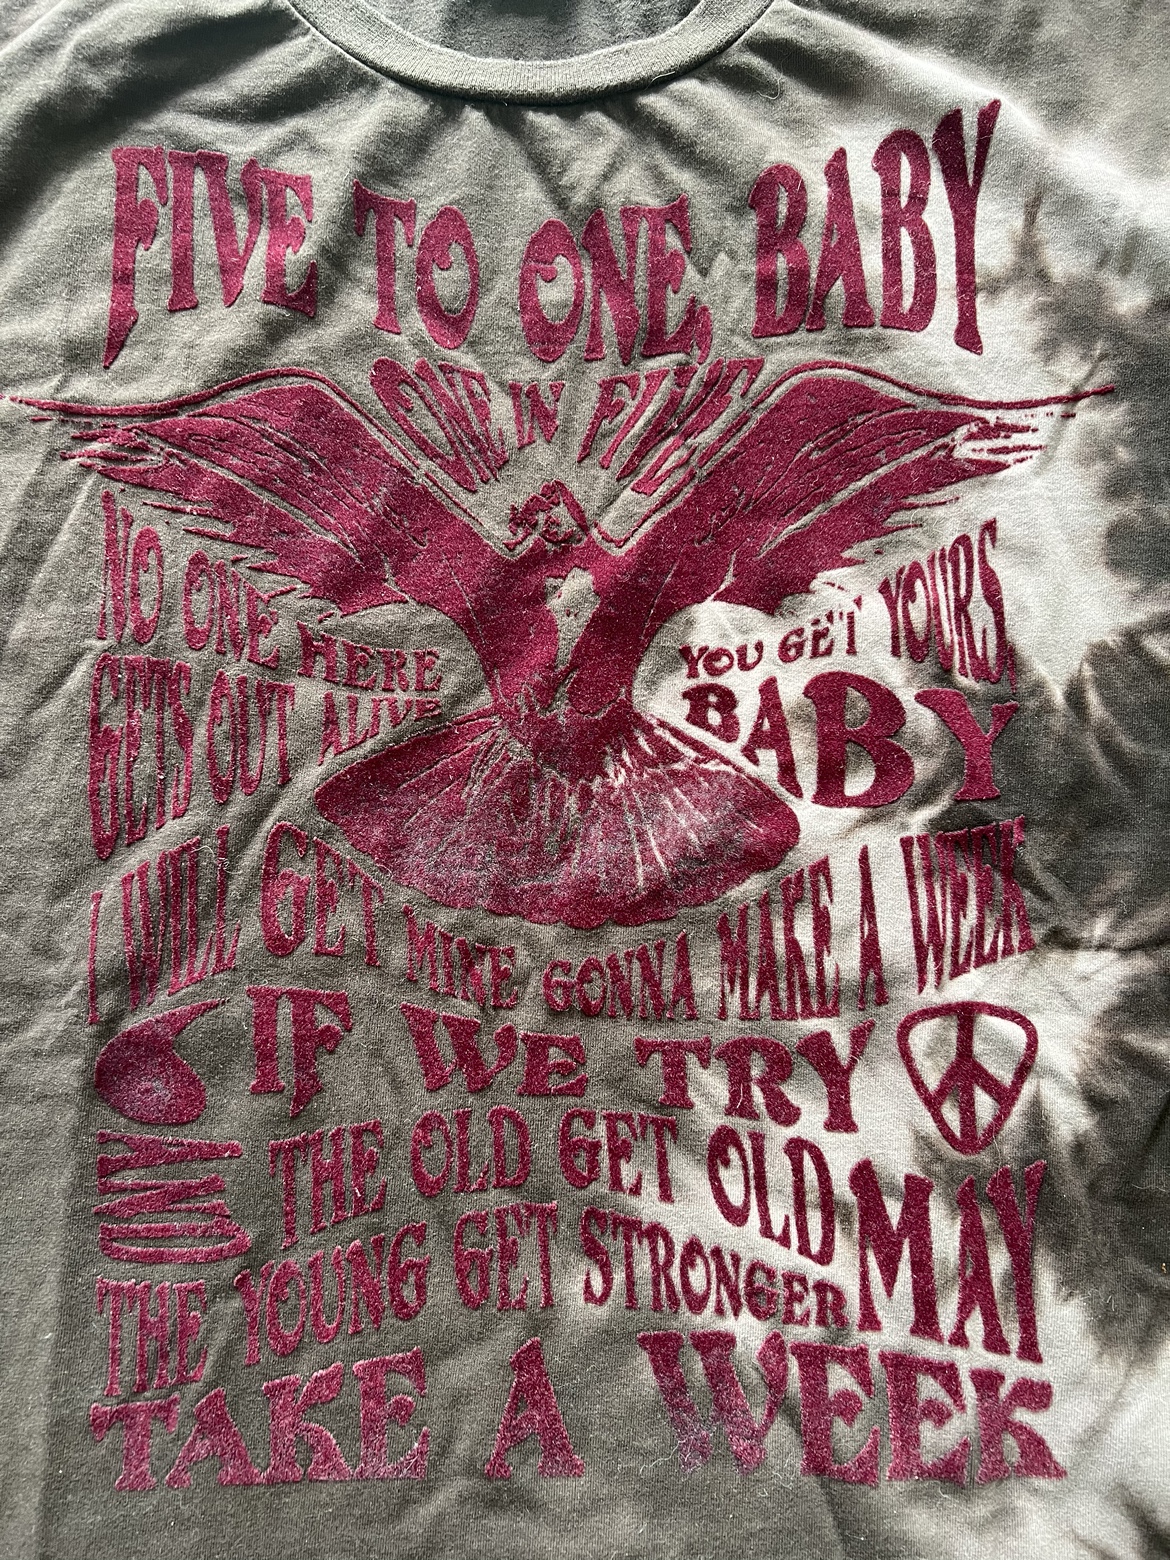 FIVE TO ONE, BABY
ONE IN FIVE
NO ONE HERE
GETS OUT ALIVE
YOU GET YOURS,
BABY
I WILL GET MINE GONNA MAKE A WEEK
IF WE TRY
AND
THE OLD GET OLD
THE YOUNG GET STRONGER
MAY
TAKE A WEEK